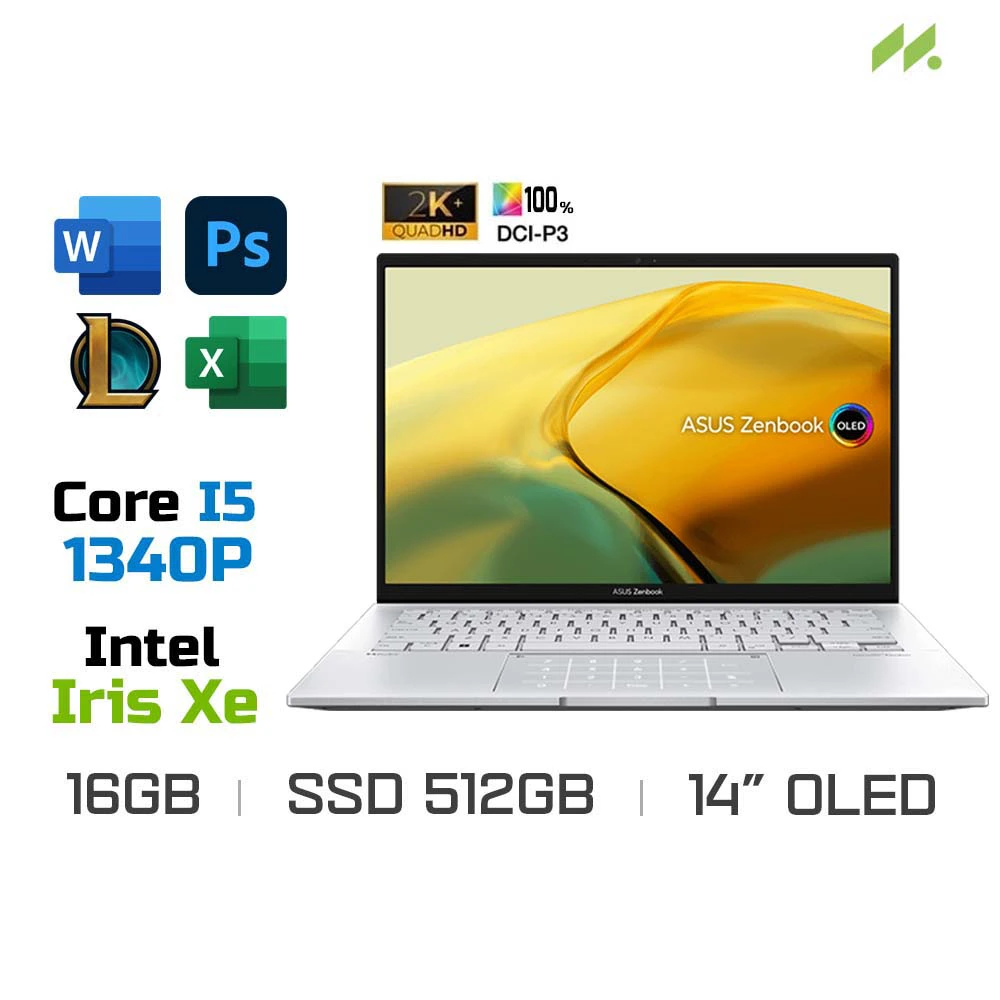 2K+
QUADHD
100%
DCI-P3
W
Ps
L
X
ASUS Zenbook OLED
ASUS Zenbook
Core I5
1340P
Intel
Iris Xe
16GB | SSD 512GB | 14” OLED